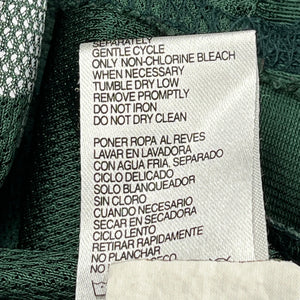 SEPARATELY
GENTLE CYCLE
ONLY NON-CHLORINE BLEACH
WHEN NECESSARY
TUMBLE DRY LOW
REMOVE PROMPTLY
DO NOT IRON
DO NOT DRY CLEAN
PONER ROPA AL REVES
LAVAR EN LAVADORA
CON AGUA FRIA, SEPARADO
CICLO DELICADO
SOLO BLANQUEADOR
SIN CLORO
CUANDO NECESARIO
SECAR EN SECADORA
CICLO LENTO
RETIRAR RAPIDAMENTE
NO PLANCHAR